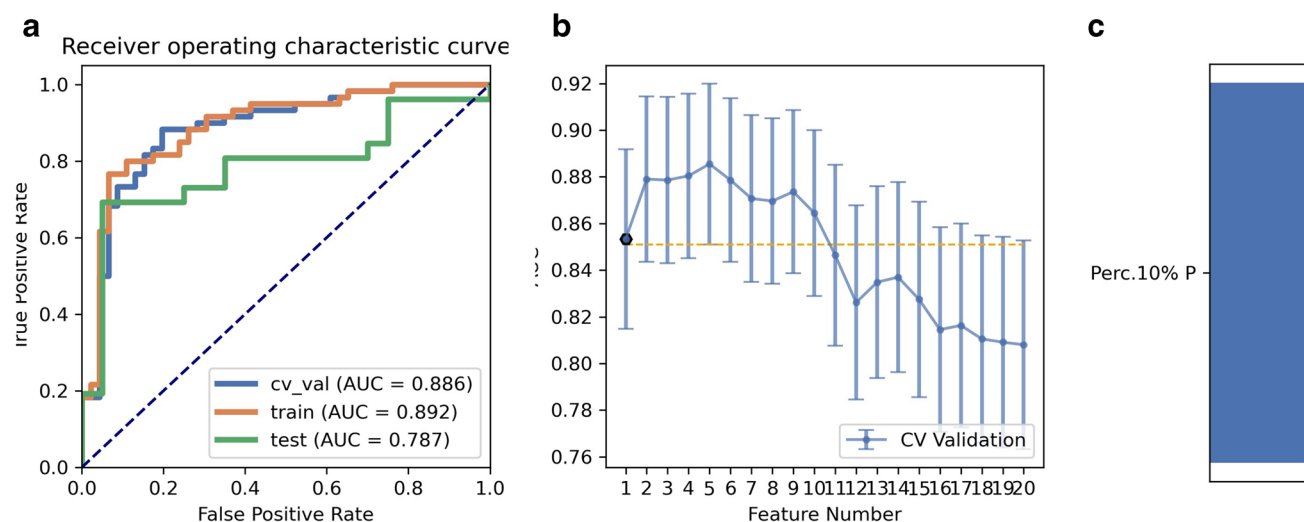 a
Receiver operating characteristic curve
1.0
0.8
0.6
0.4
0.2
0.0
True Positive Rate
cv_val (AUC = 0.886)
train (AUC = 0.892)
test (AUC = 0.787)
0.0 0.2 0.4 0.6 0.8 1.0
False Positive Rate
b
0.92
0.90
0.88
0.86
0.84
0.82
0.80
0.78
0.76
CV Validation
1 2 3 4 5 6 7 8 9 10 11 12 13 14 15 16 17 18 19 20
Feature Number
c
Perc.10% P